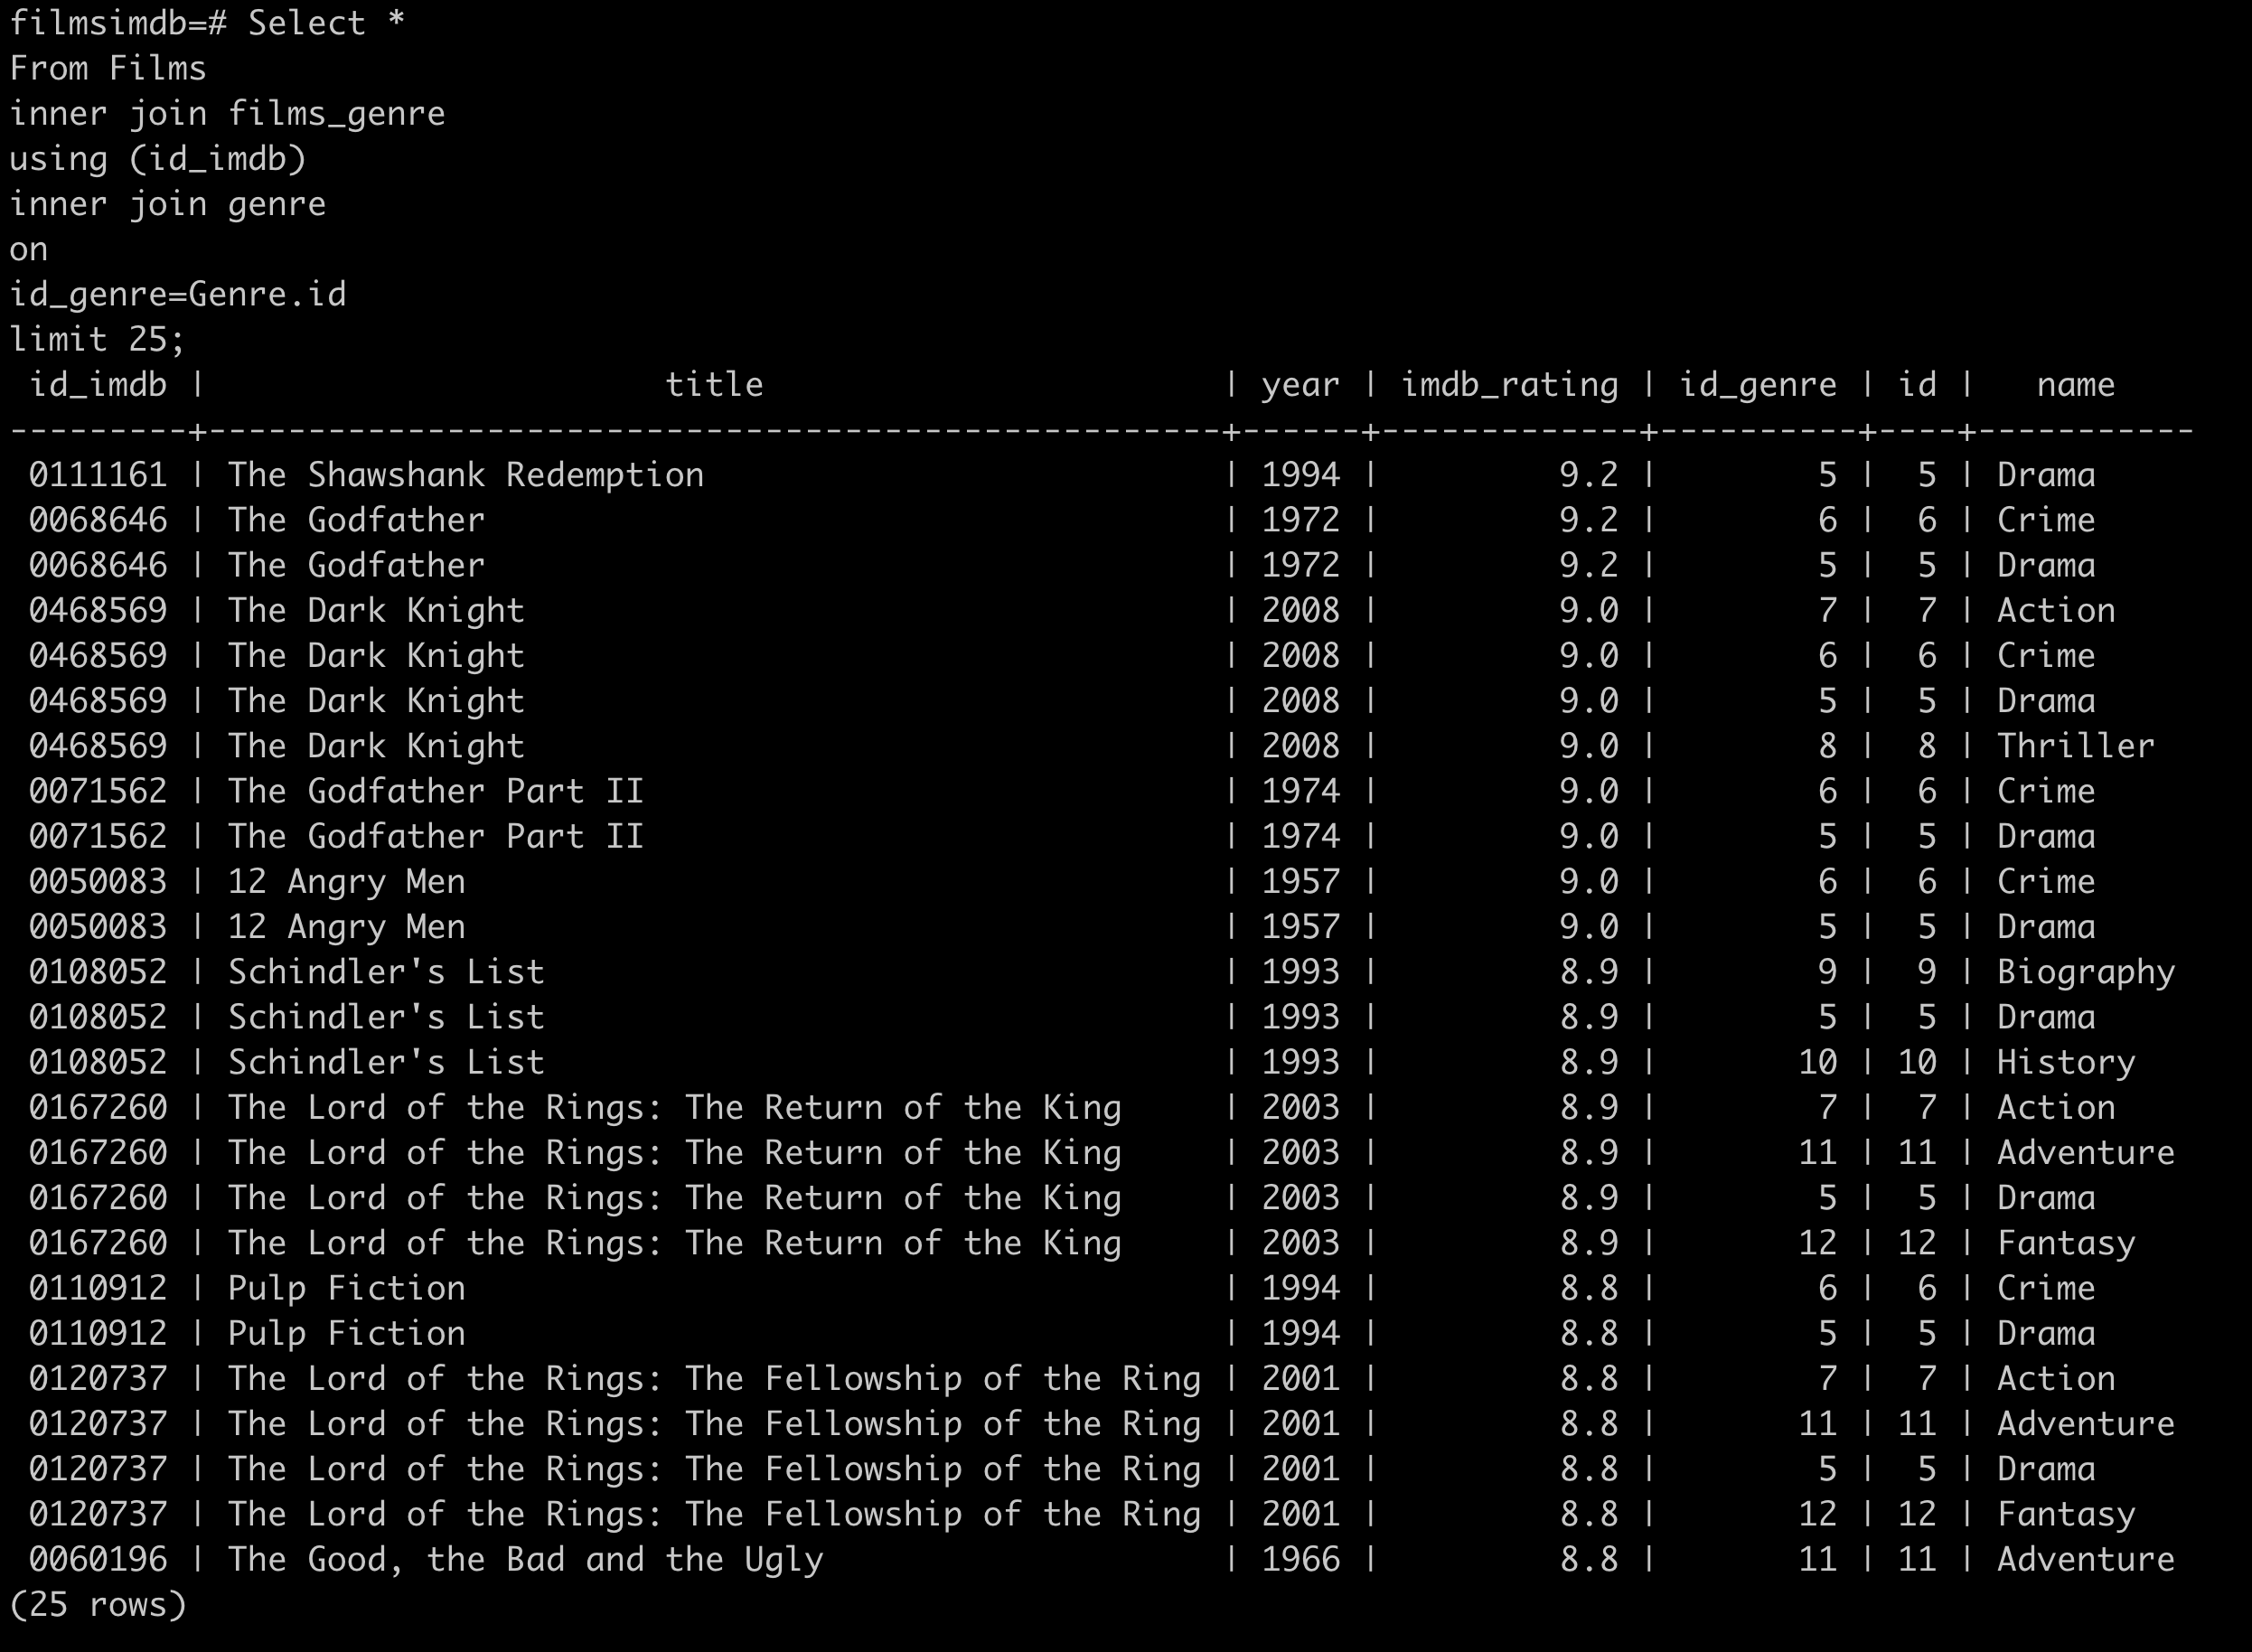 filmsimdb=# Select *
From Films
inner join films_genre
using (id_imdb)
inner join genre
on
id_genre=Genre.id
limit 25;
 id_imdb |                       title                       | year | imdb_rating | id_genre | id |   name
---------+---------------------------------------------------+------+-------------+----------+----+-----------
 0111161 | The Shawshank Redemption                          | 1994 |         9.2 |        5 |  5 | Drama
 0068646 | The Godfather                                     | 1972 |         9.2 |        6 |  6 | Crime
 0068646 | The Godfather                                     | 1972 |         9.2 |        5 |  5 | Drama
 0468569 | The Dark Knight                                   | 2008 |         9.0 |        7 |  7 | Action
 0468569 | The Dark Knight                                   | 2008 |         9.0 |        6 |  6 | Crime
 0468569 | The Dark Knight                                   | 2008 |         9.0 |        5 |  5 | Drama
 0468569 | The Dark Knight                                   | 2008 |         9.0 |        8 |  8 | Thriller
 0071562 | The Godfather Part II                             | 1974 |         9.0 |        6 |  6 | Crime
 0071562 | The Godfather Part II                             | 1974 |         9.0 |        5 |  5 | Drama
 0050083 | 12 Angry Men                                      | 1957 |         9.0 |        6 |  6 | Crime
 0050083 | 12 Angry Men                                      | 1957 |         9.0 |        5 |  5 | Drama
 0108052 | Schindler's List                                  | 1993 |         8.9 |        9 |  9 | Biography
 0108052 | Schindler's List                                  | 1993 |         8.9 |        5 |  5 | Drama
 0108052 | Schindler's List                                  | 1993 |         8.9 |       10 | 10 | History
 0167260 | The Lord of the Rings: The Return of the King     | 2003 |         8.9 |        7 |  7 | Action
 0167260 | The Lord of the Rings: The Return of the King     | 2003 |         8.9 |       11 | 11 | Adventure
 0167260 | The Lord of the Rings: The Return of the King     | 2003 |         8.9 |        5 |  5 | Drama
 0167260 | The Lord of the Rings: The Return of the King     | 2003 |         8.9 |       12 | 12 | Fantasy
 0110912 | Pulp Fiction                                      | 1994 |         8.8 |        6 |  6 | Crime
 0110912 | Pulp Fiction                                      | 1994 |         8.8 |        5 |  5 | Drama
 0120737 | The Lord of the Rings: The Fellowship of the Ring | 2001 |         8.8 |        7 |  7 | Action
 0120737 | The Lord of the Rings: The Fellowship of the Ring | 2001 |         8.8 |       11 | 11 | Adventure
 0120737 | The Lord of the Rings: The Fellowship of the Ring | 2001 |         8.8 |        5 |  5 | Drama
 0120737 | The Lord of the Rings: The Fellowship of the Ring | 2001 |         8.8 |       12 | 12 | Fantasy
 0060196 | The Good, the Bad and the Ugly                    | 1966 |         8.8 |       11 | 11 | Adventure
(25 rows)